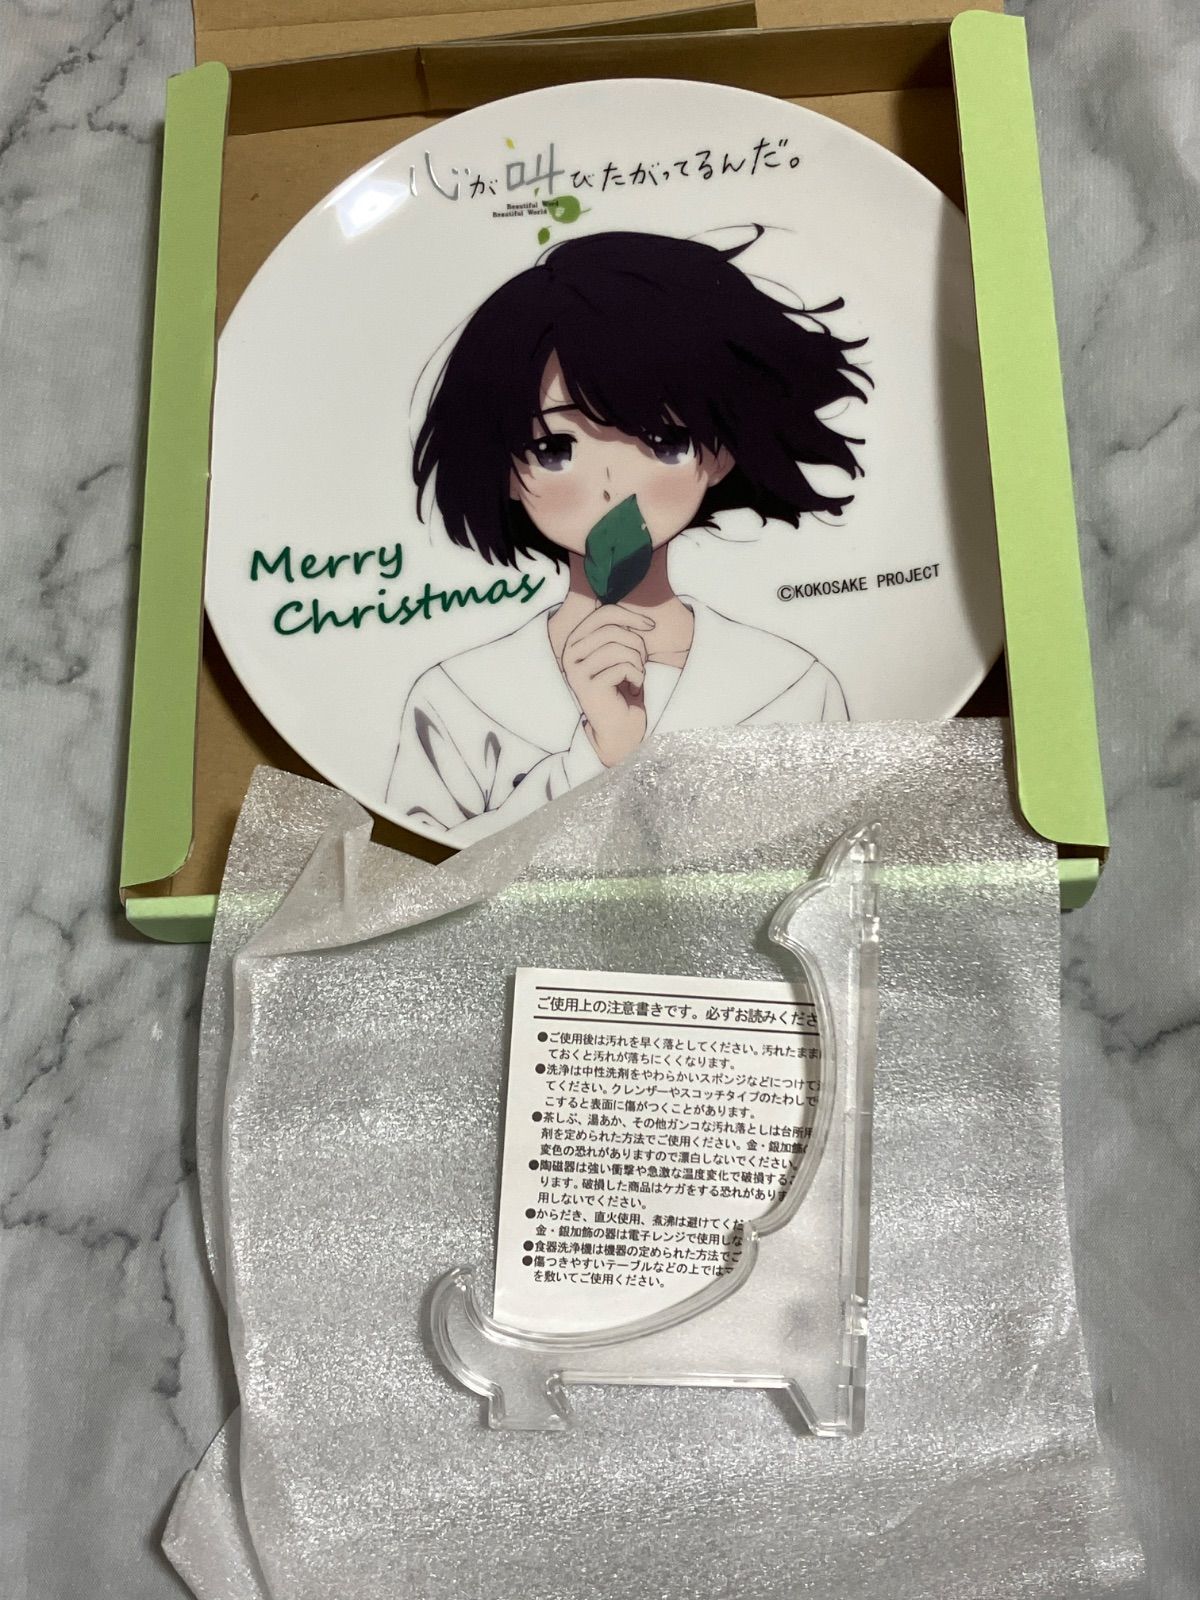 心が叫びたがってるんだ。
Beautiful Word
Beautiful World
Merry
Christmas
©KOKOSAKE PROJECT
ご使用上の注意書きです。必ずお読みくださ
●ご使用後は汚れを早く落としてください。汚れたまま
ておくと汚れが落ちにくくなります。
●洗浄は中性洗剤をやわらかいスポンジなどにつけて
てください。クレンザーやスコッチタイプのたわしで
こすると表面に傷がつくことがあります。
●茶しぶ、湯あか、その他ガンコな汚れ落としは台所用
剤を定められた方法でご使用ください。金・銀加飾の
変色の恐れがありますので漂白しないでください。
●陶磁器は強い衝撃や急激な温度変化で破損するこ
ります。破損した商品はケガをする恐れがありま
用しないでください。
●からだき、直火使用、煮沸は避けてくだ
金・銀加飾の器は電子レンジで使用しな
●食器洗浄機は機器の定められた方法でご
●傷つきやすいテーブルなどの上ではマ
を敷いてご使用ください。